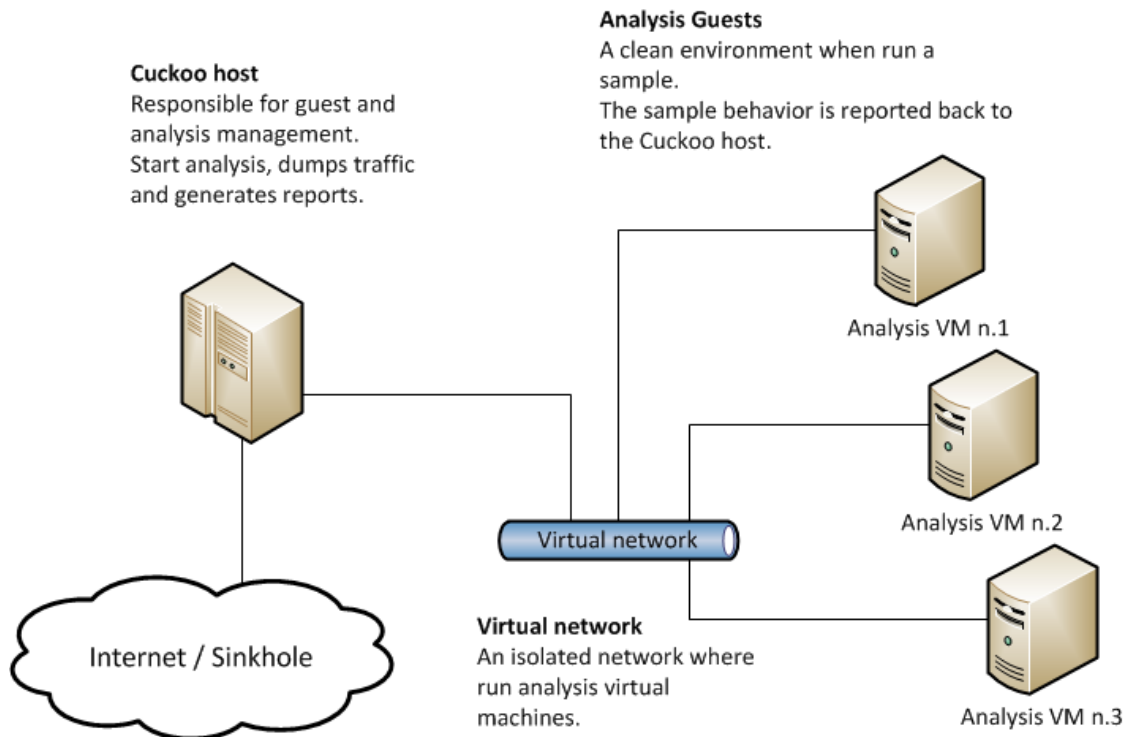 Cuckoo host
Responsible for guest and
analysis management.
Start analysis, dumps traffic
and generates reports.
Analysis Guests
A clean environment when run a
sample.
The sample behavior is reported back to
the Cuckoo host.
Analysis VM n.1
Analysis VM n.2
Virtual network
Internet / Sinkhole
Virtual network
An isolated network where
run analysis virtual
machines.
Analysis VM n.3